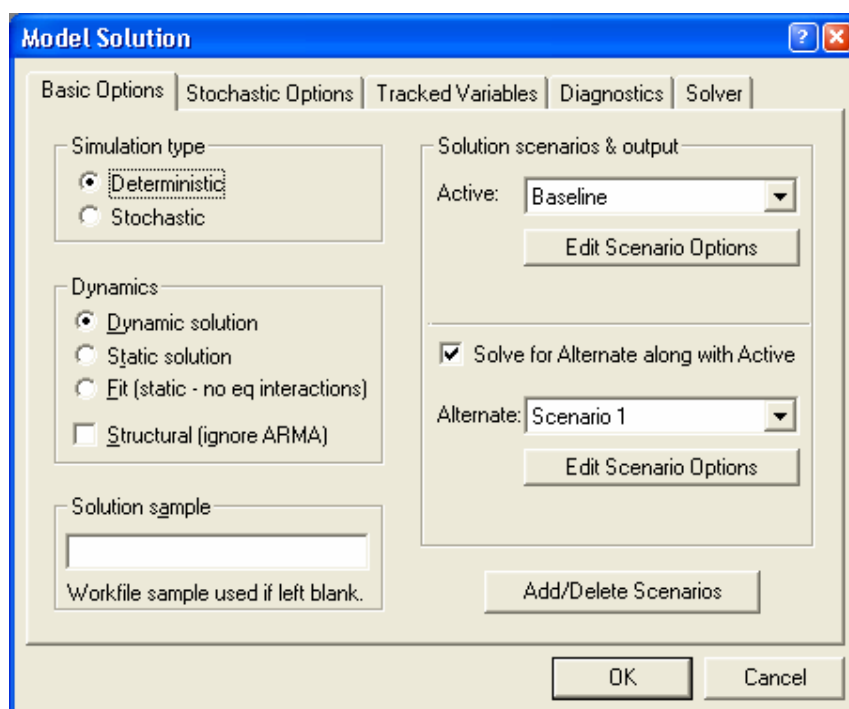 Model Solution
Basic Options
Stochastic Options
Tracked Variables
Diagnostics
Solver
Simulation type
Deterministic
Stochastic
Dynamics
Dynamic solution
Static solution
Fit (static - no eq interactions)
Structural (ignore ARMA)
Solution sample
Workfile sample used if left blank.
Solution scenarios & output
Active: Baseline
Edit Scenario Options
Solve for Alternate along with Active
Alternate: Scenario 1
Edit Scenario Options
Add/Delete Scenarios
OK
Cancel